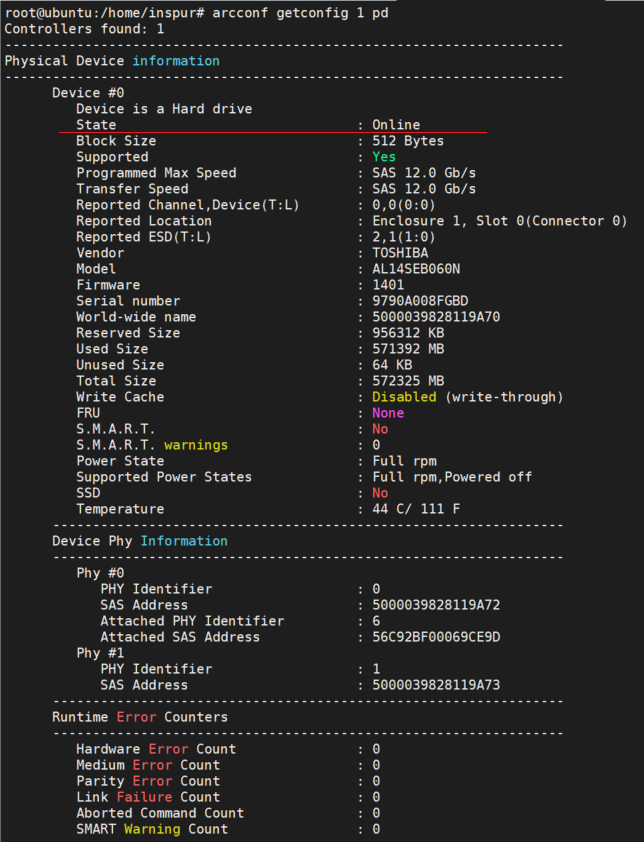 root@ubuntu:/home/inspur# arcconf getconfig 1 pd
Controllers found: 1
----------------------------------------------------------------------
Physical Device information
----------------------------------------------------------------------
Device #0
Device is a Hard drive
State : Online
Block Size : 512 Bytes
Supported : Yes
Programmed Max Speed : SAS 12.0 Gb/s
Transfer Speed : SAS 12.0 Gb/s
Reported Channel,Device(T:L) : 0,0(0:0)
Reported Location : Enclosure 1, Slot 0(Connector 0)
Reported ESD(T:L) : 2,1(1:0)
Vendor : TOSHIBA
Model : AL14SEB060N
Firmware : 1401
Serial number : 9790A008FGBD
World-wide name : 5000039828119A70
Reserved Size : 956312 KB
Used Size : 571392 MB
Unused Size : 64 KB
Total Size : 572325 MB
Write Cache : Disabled (write-through)
FRU : None
S.M.A.R.T. : No
S.M.A.R.T. warnings : 0
Power State : Full rpm
Supported Power States : Full rpm,Powered off
SSD : No
Temperature : 44 C/ 111 F
----------------------------------------------------------------
Device Phy Information
----------------------------------------------------------------
Phy #0
PHY Identifier : 0
SAS Address : 5000039828119A72
Attached PHY Identifier : 6
Attached SAS Address : 56C92BF00069CE9D
Phy #1
PHY Identifier : 1
SAS Address : 5000039828119A73
----------------------------------------------------------------
Runtime Error Counters
----------------------------------------------------------------
Hardware Error Count : 0
Medium Error Count : 0
Parity Error Count : 0
Link Failure Count : 0
Aborted Command Count : 0
SMART Warning Count : 0